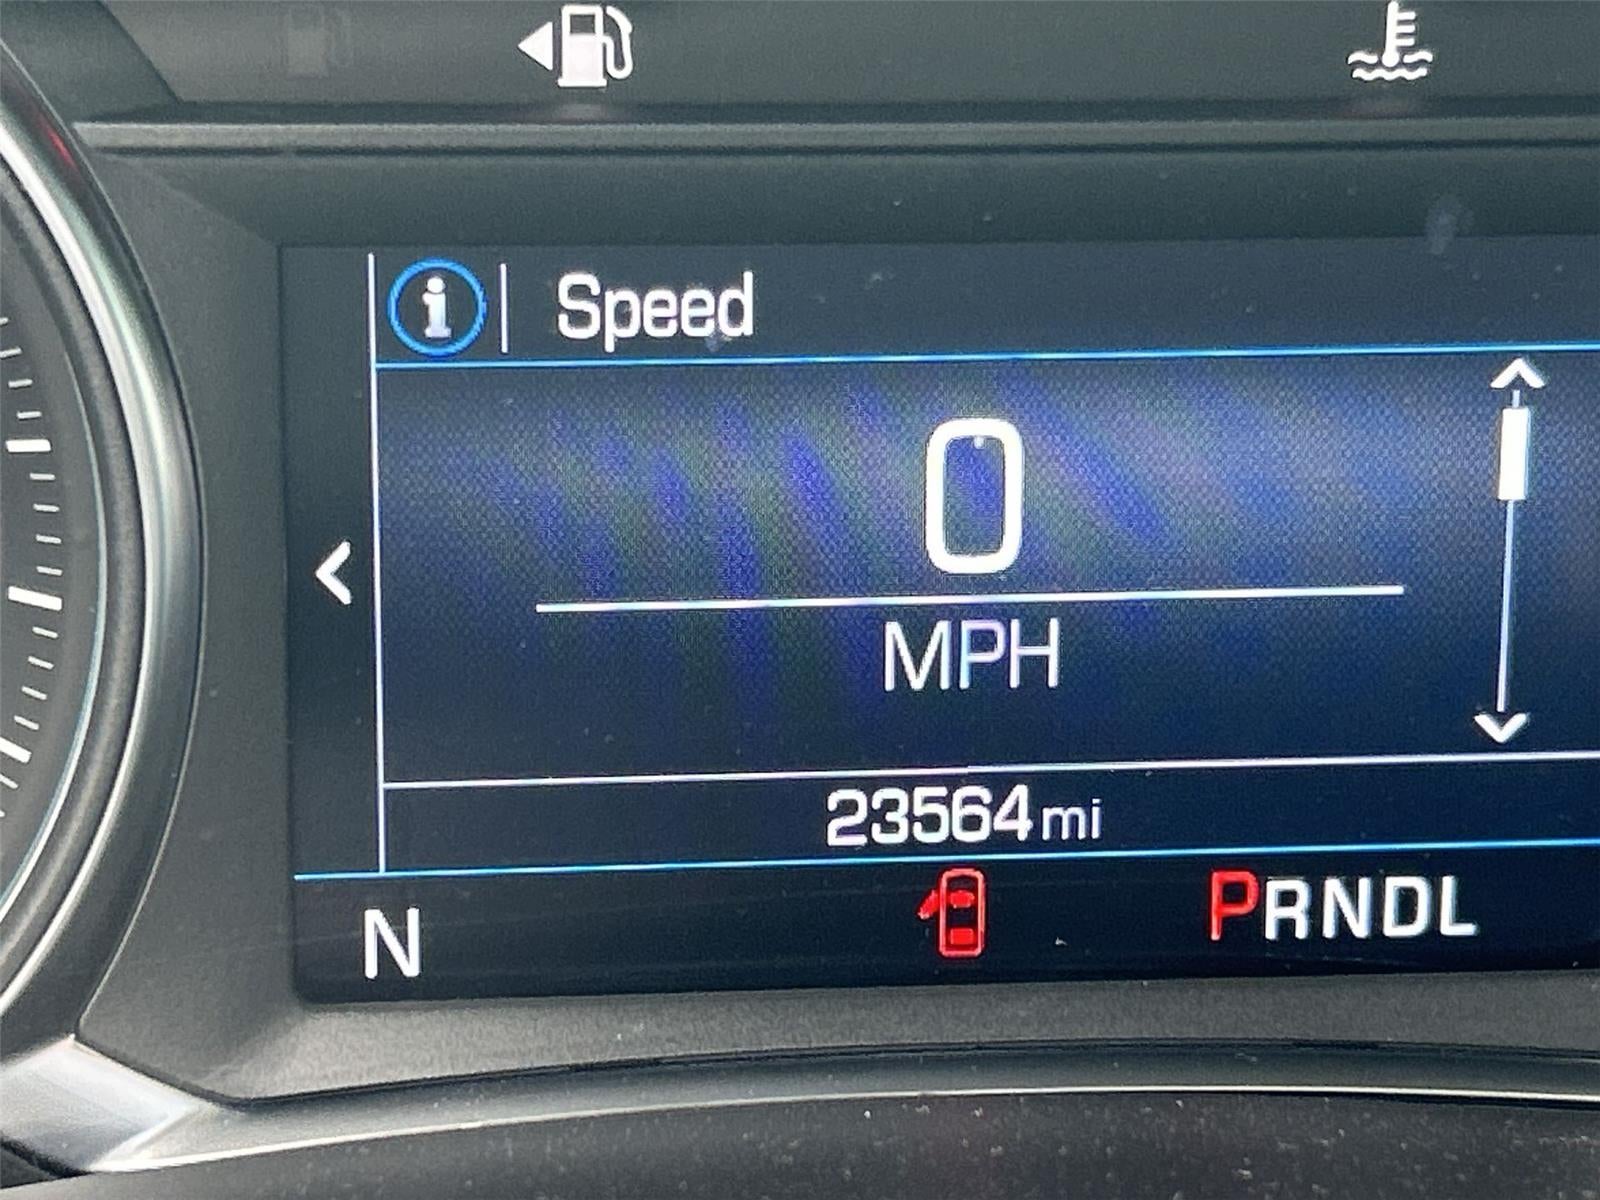 Speed
0
MPH
23564 mi
N
PRNDL